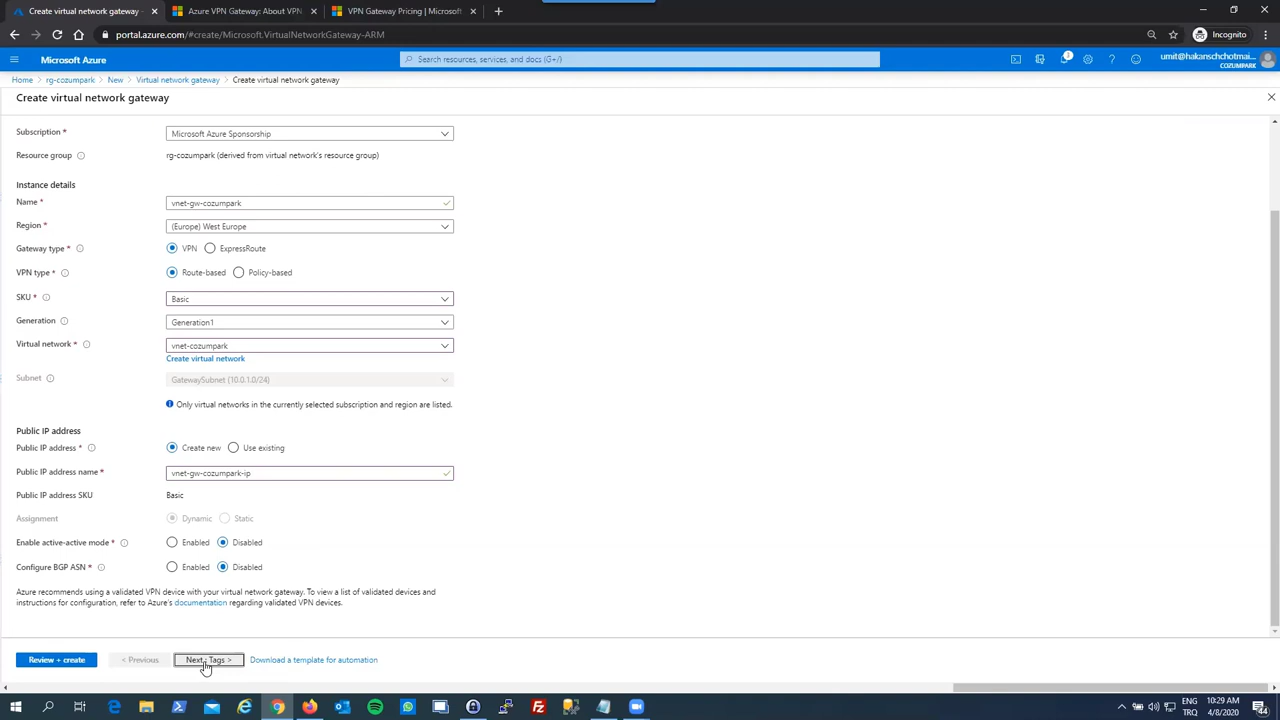 Create virtual network gateway -
Azure VPN Gateway: About VPN
VPN Gateway Pricing | Microsoft
portal.azure.com/#create/Microsoft.VirtualNetworkGateway-ARM
Incognito
Microsoft Azure
Search resources, services, and docs (G+/)
1
umit@hakanschchotmai...
COZUMPARK
Home > rg-cozumpark > New > Virtual network gateway > Create virtual network gateway
Create virtual network gateway
Subscription *
Microsoft Azure Sponsorship
Resource group
rg-cozumpark (derived from virtual network's resource group)
Instance details
Name *
vnet-gw-cozumpark
Region *
(Europe) West Europe
Gateway type *
VPN ExpressRoute
VPN type *
Route-based Policy-based
SKU *
Basic
Generation
Generation1
Virtual network *
vnet-cozumpark
Create virtual network
Subnet
GatewaySubnet (10.0.1.0/24)
Only virtual networks in the currently selected subscription and region are listed.
Public IP address
Public IP address *
Create new Use existing
Public IP address name *
vnet-gw-cozumpark-ip
Public IP address SKU
Basic
Assignment
Dynamic Static
Enable active-active mode *
Enabled Disabled
Configure BGP ASN *
Enabled Disabled
Azure recommends using a validated VPN device with your virtual network gateway. To view a list of validated devices and
instructions for configuration, refer to Azure's documentation regarding validated VPN devices.
Review + create
< Previous
Next : Tags >
Download a template for automation
ENG
TRQ
10:29 AM
4/8/2020